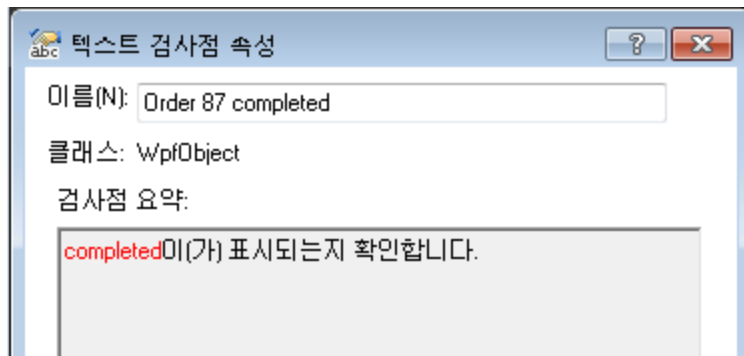 abc 텍스트 검사점 속성 ?
이름(N): Order 87 completed
클래스: WpfObject
검사점 요약:
completed이(가) 표시되는지 확인합니다.